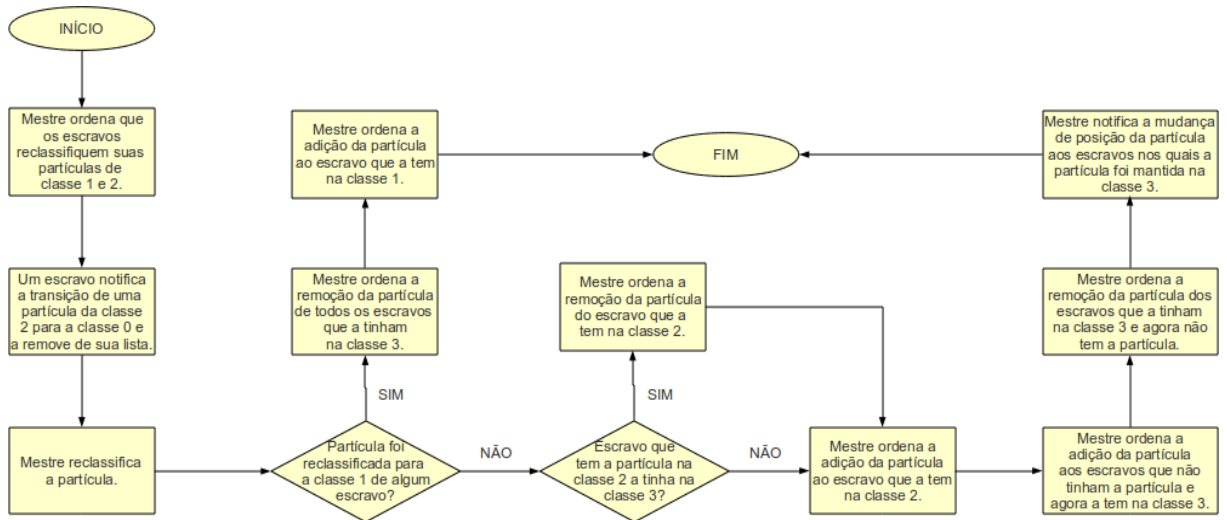 INÍCIO
Mestre ordena que
os escravos
reclassifiquem suas
partículas de
classe 1 e 2.
Um escravo notifica
a transição de uma
partícula da classe
2 para a classe 0 e
a remove de sua lista.
Mestre reclassifica
a partícula.
Partícula foi
reclassificada para
a classe 1 de algum
escravo?
SIM
Mestre ordena a
remoção da partícula
de todos os escravos
que a tinham
na classe 3.
Mestre ordena a
adição da partícula
ao escravo que a tem
na classe 1.
FIM
NÃO
Escravo que
tem a partícula na
classe 2 a tinha na
classe 3?
SIM
Mestre ordena a
remoção da partícula
do escravo que a
tem na classe 2.
NÃO
Mestre ordena a
adição da partícula
ao escravo que a tem
na classe 2.
Mestre ordena a
adição da partícula
aos escravos que não
tinham a partícula e
agora a tem na classe 3.
Mestre ordena a
remoção da partícula dos
escravos que a tinham
na classe 3 e agora não
tem a partícula.
Mestre notifica a mudança
de posição da partícula
aos escravos nos quais a
partícula foi mantida na
classe 3.